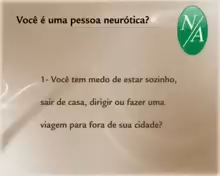 Você é uma pessoa neurótica?
N/A
1- Você tem medo de estar sozinho,
sair de casa, dirigir ou fazer uma
viagem para fora de sua cidade?